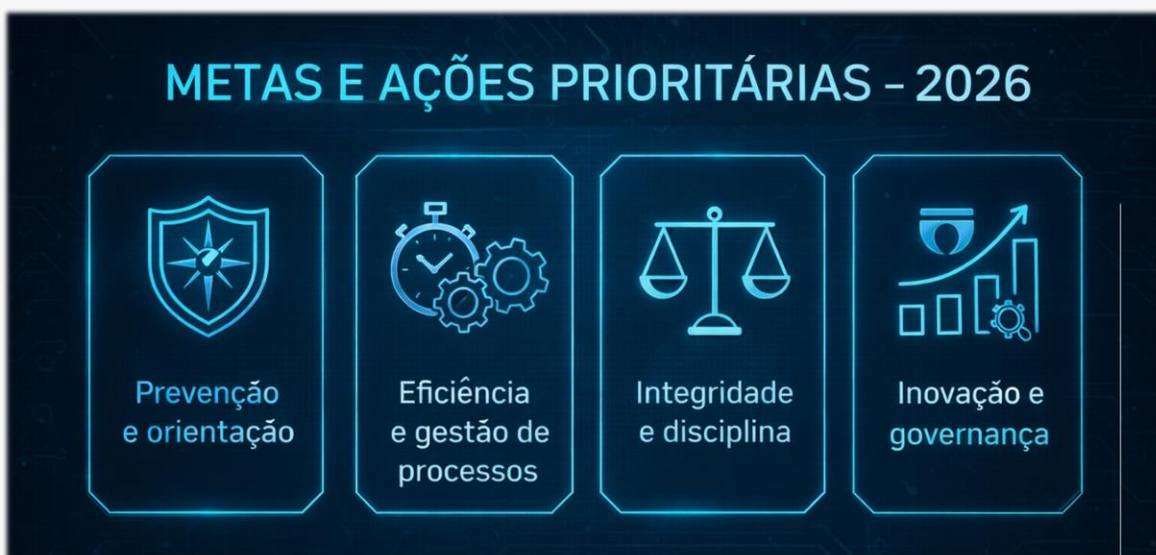 METAS E AÇÕES PRIORITÁRIAS – 2026
Prevenção
e orientação
Eficiência
e gestão de
processos
Integridade
e disciplina
Inovação e
governança